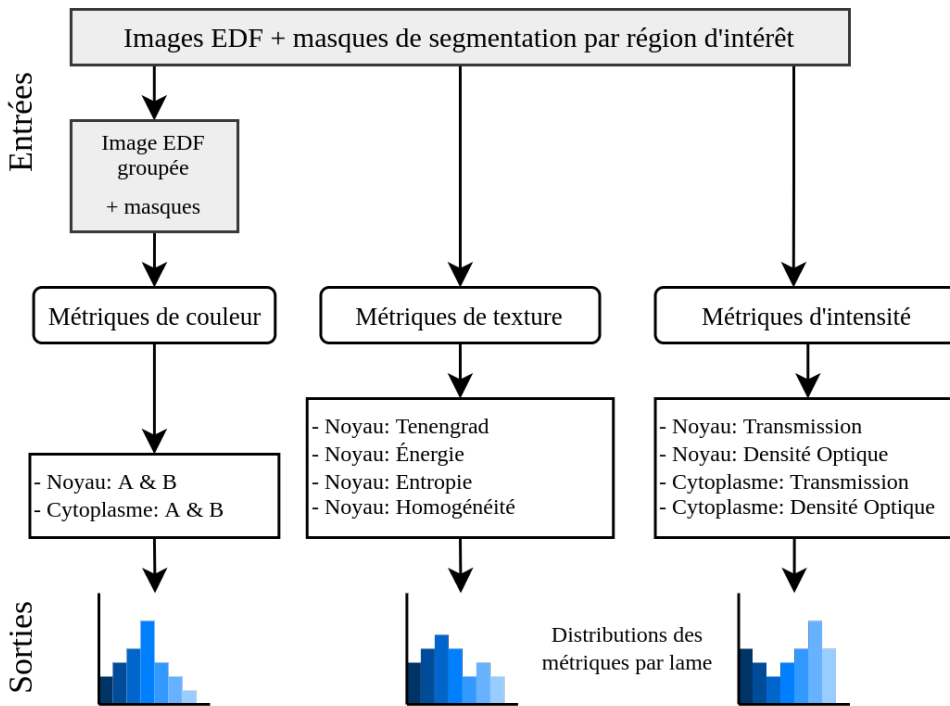 Images EDF + masques de segmentation par région d'intérêt
Entrées
Image EDF
groupée
+ masques
Métriques de couleur
Métriques de texture
Métriques d'intensité
- Noyau: A & B
- Cytoplasme: A & B
- Noyau: Tenengrad
- Noyau: Énergie
- Noyau: Entropie
- Noyau: Homogénéité
- Noyau: Transmission
- Noyau: Densité Optique
- Cytoplasme: Transmission
- Cytoplasme: Densité Optique
Sorties
Distributions des
métriques par lame